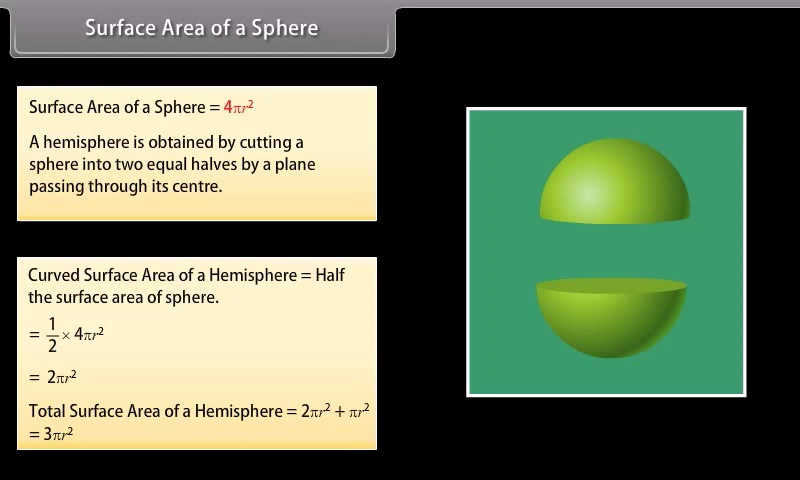 Surface Area of a Sphere
Surface Area of a Sphere = 4πr²
A hemisphere is obtained by cutting a
sphere into two equal halves by a plane
passing through its centre.
Curved Surface Area of a Hemisphere = Half
the surface area of sphere.
= 1/2 × 4πr²
= 2πr²
Total Surface Area of a Hemisphere = 2πr² + πr²
= 3πr²